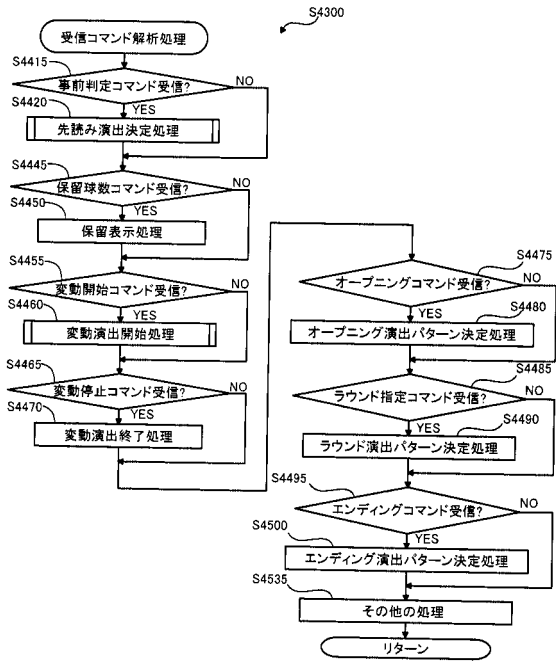 S4300
受信コマンド解析処理
S4415
事前判定コマンド受信?
NO
YES
S4420
先読み演出決定処理
S4445
保留球数コマンド受信?
NO
YES
S4450
保留表示処理
S4455
変動開始コマンド受信?
NO
YES
S4460
変動演出開始処理
S4465
変動停止コマンド受信?
NO
YES
S4470
変動演出終了処理
S4475
オープニングコマンド受信?
NO
YES
S4480
オープニング演出パターン決定処理
S4485
ラウンド指定コマンド受信?
NO
YES
S4490
ラウンド演出パターン決定処理
S4495
エンディングコマンド受信?
NO
YES
S4500
エンディング演出パターン決定処理
S4535
その他の処理
リターン